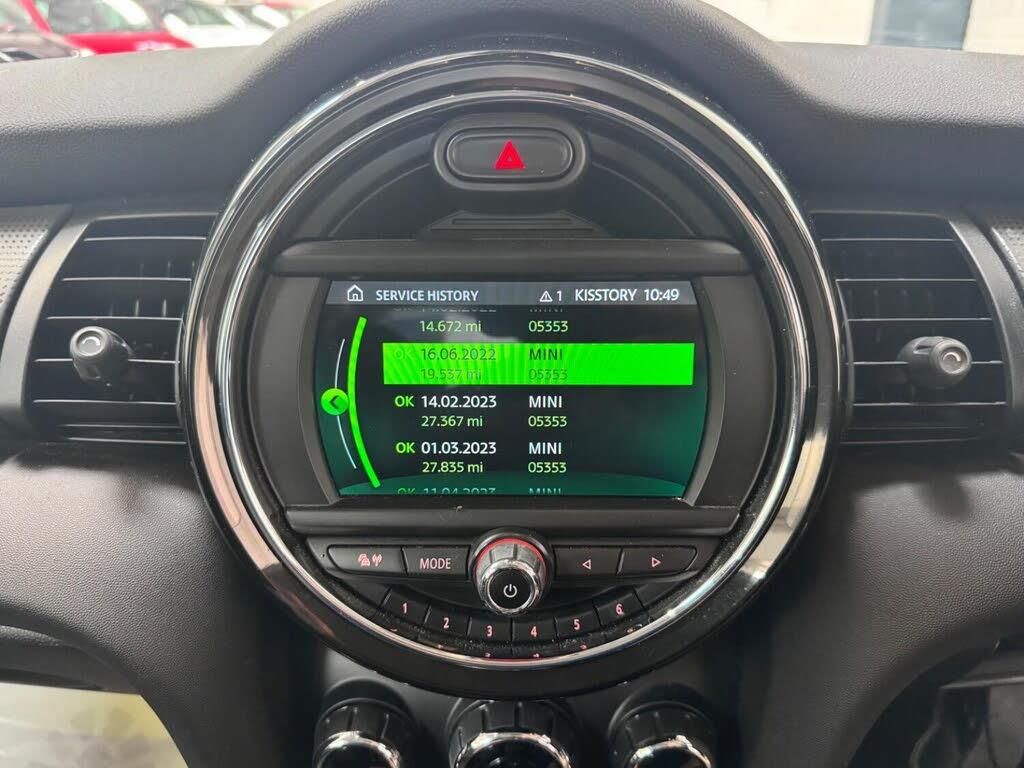 SERVICE HISTORY 1 KISSTORY 10:49
14.672 mi 05353
OK 16.06.2022 MINI
19.537 mi 05353
OK 14.02.2023 MINI
27.367 mi 05353
OK 01.03.2023 MINI
27.835 mi 05353
MODE
1 2 3 4 5 6